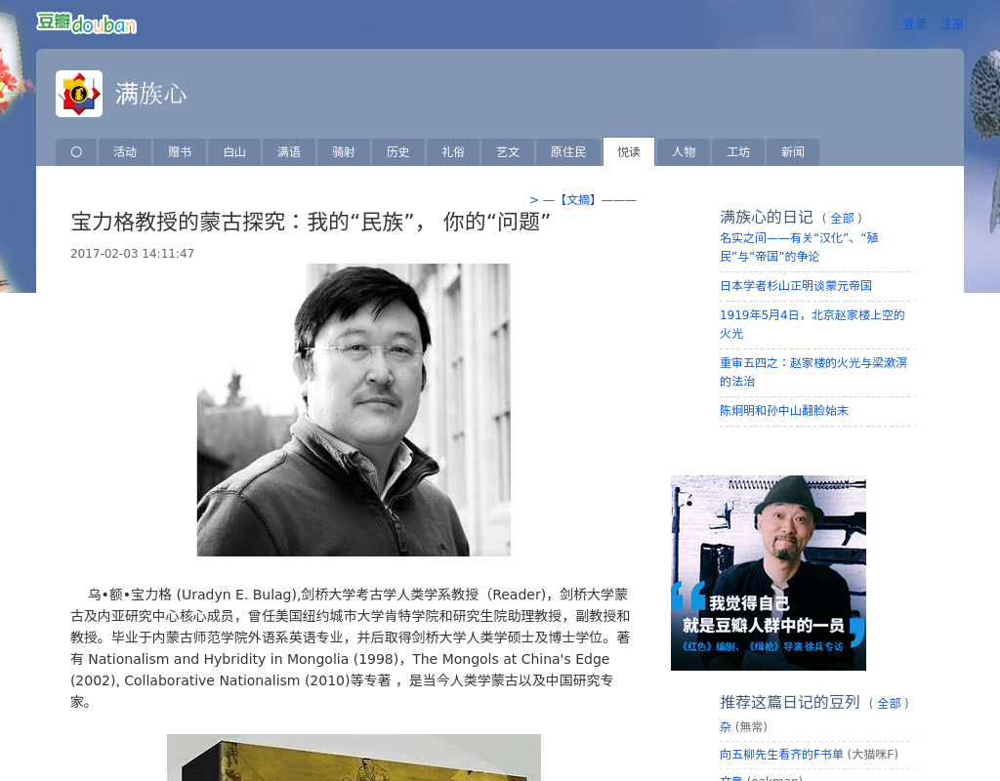 豆瓣douban
登录 注册
满族心
〇 活动 赠书 白山 满语 骑射 历史 礼俗 艺文 原住民 悦读 人物 工坊 新闻
> —【文摘】———
宝力格教授的蒙古探究：我的“民族”， 你的“问题”
2017-02-03 14:11:47
乌•额•宝力格 (Uradyn E. Bulag),剑桥大学考古学人类学系教授（Reader)，剑桥大学蒙
古及内亚研究中心核心成员，曾任美国纽约城市大学肯特学院和研究生院助理教授，副教授和
教授。毕业于内蒙古师范学院外语系英语专业，并后取得剑桥大学人类学硕士及博士学位。著
有 Nationalism and Hybridity in Mongolia (1998)，The Mongols at China's Edge
(2002), Collaborative Nationalism (2010)等专著 ，是当今人类学蒙古以及中国研究专
家。
满族心的日记 （ 全部 ）
名实之间——有关“汉化”、“殖
民”与“帝国”的争论
日本学者杉山正明谈蒙元帝国
1919年5月4日，北京赵家楼上空的
火光
重审五四之：赵家楼的火光与梁漱溟
的法治
陈炯明和孙中山翻脸始末
我觉得自己
就是豆瓣人群中的一员
《红色》编剧、《缉枪》导演 徐兵专访
推荐这篇日记的豆列 （ 全部 ）
杂 (無常)
向五柳先生看齐的F书单 (大猫咪F)
文章 (oakman)